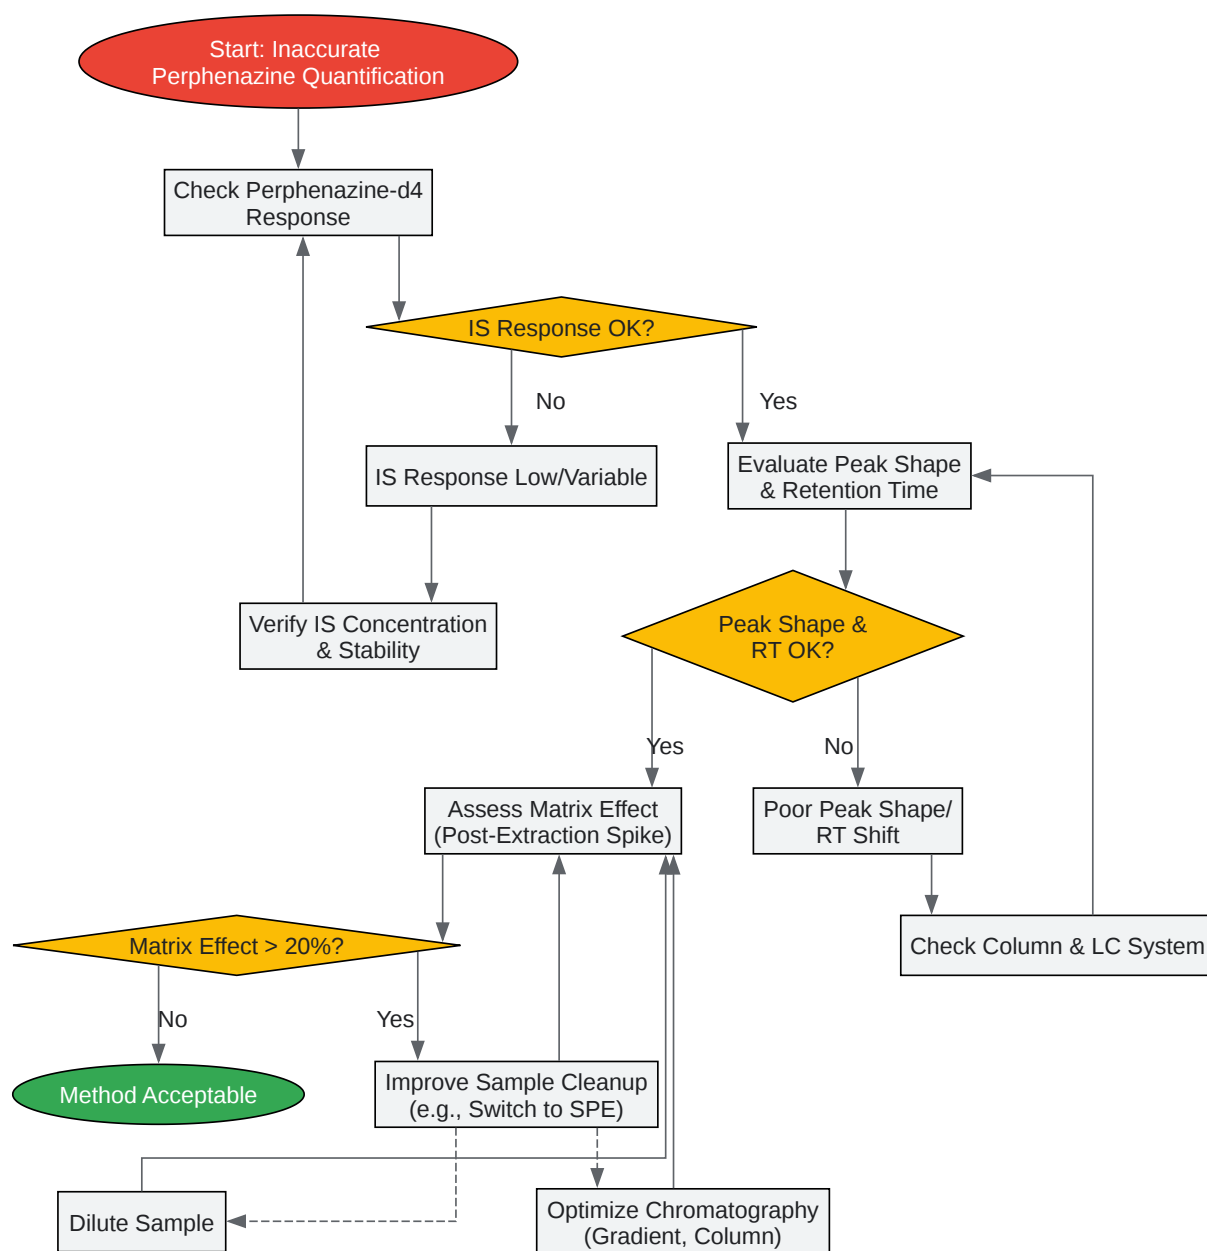 Start: Inaccurate
Perphenazine Quantification
Check Perphenazine-d4
Response
IS Response OK?
No
Yes
IS Response Low/Variable
Evaluate Peak Shape
& Retention Time
Verify IS Concentration
& Stability
Peak Shape &
RT OK?
Yes
No
Assess Matrix Effect
(Post-Extraction Spike)
Poor Peak Shape/
RT Shift
Matrix Effect > 20%?
Check Column & LC System
No
Yes
Method Acceptable
Improve Sample Cleanup
(e.g., Switch to SPE)
Dilute Sample
Optimize Chromatography
(Gradient, Column)